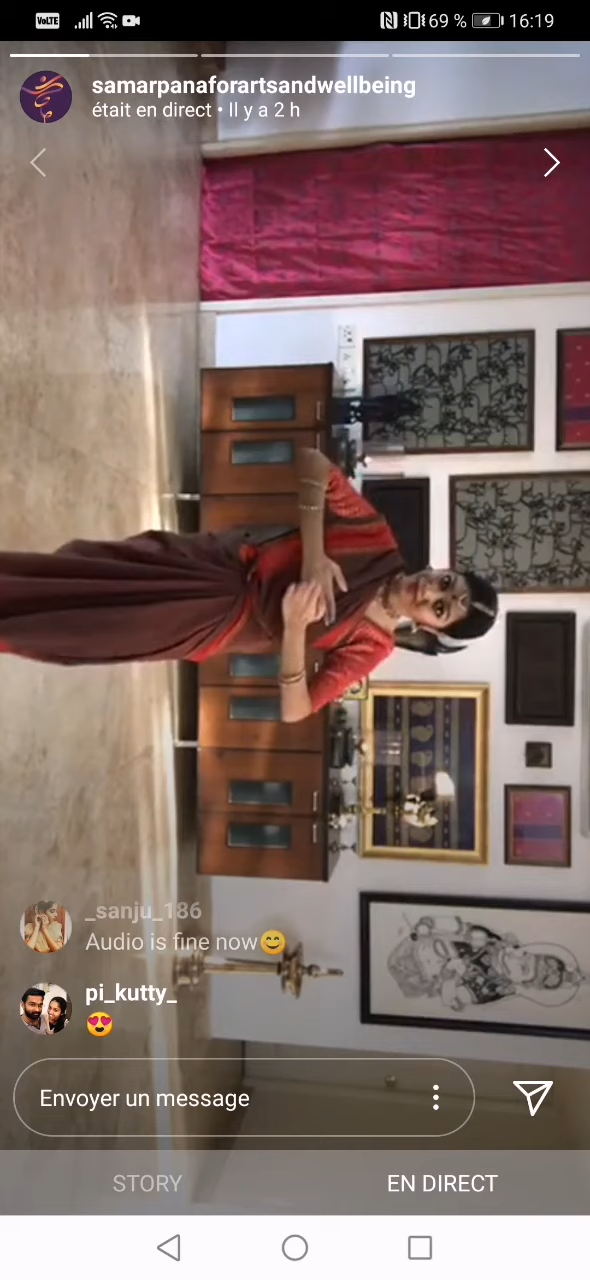 VoLTE
69 %
16:19
samarpanaforartsandwellbeing
était en direct • Il y a 2 h
_sanju_186
Audio is fine now😊
pi_kutty_
😍
Envoyer un message
STORY
EN DIRECT